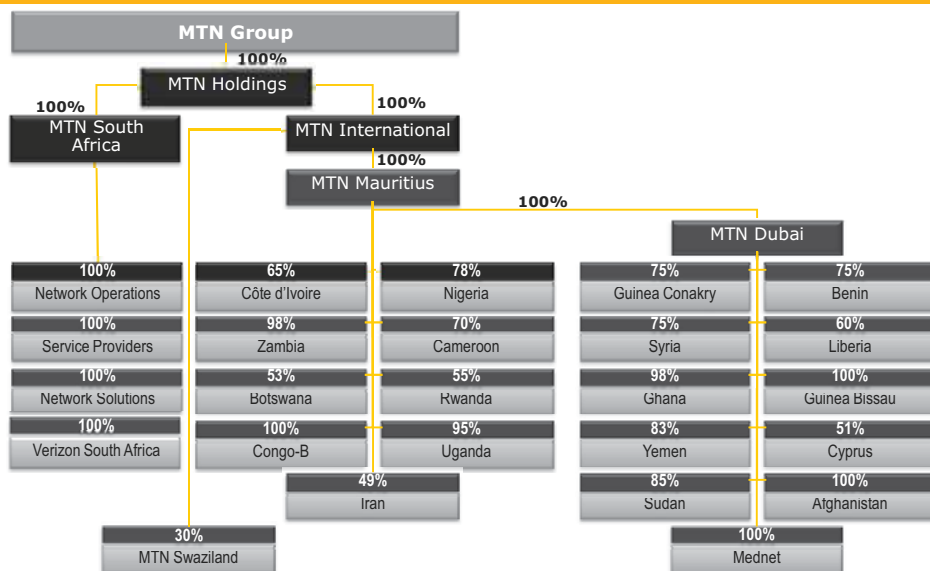 MTN Group
100%
MTN Holdings
100%
100%
MTN South
Africa
MTN International
100%
MTN Mauritius
100%
MTN Dubai
100%
Network Operations
65%
Côte d'Ivoire
78%
Nigeria
75%
Guinea Conakry
75%
Benin
100%
Service Providers
98%
Zambia
70%
Cameroon
75%
Syria
60%
Liberia
100%
Network Solutions
53%
Botswana
55%
Rwanda
98%
Ghana
100%
Guinea Bissau
100%
Verizon South Africa
100%
Congo-B
95%
Uganda
83%
Yemen
51%
Cyprus
49%
Iran
85%
Sudan
100%
Afghanistan
30%
MTN Swaziland
100%
Mednet